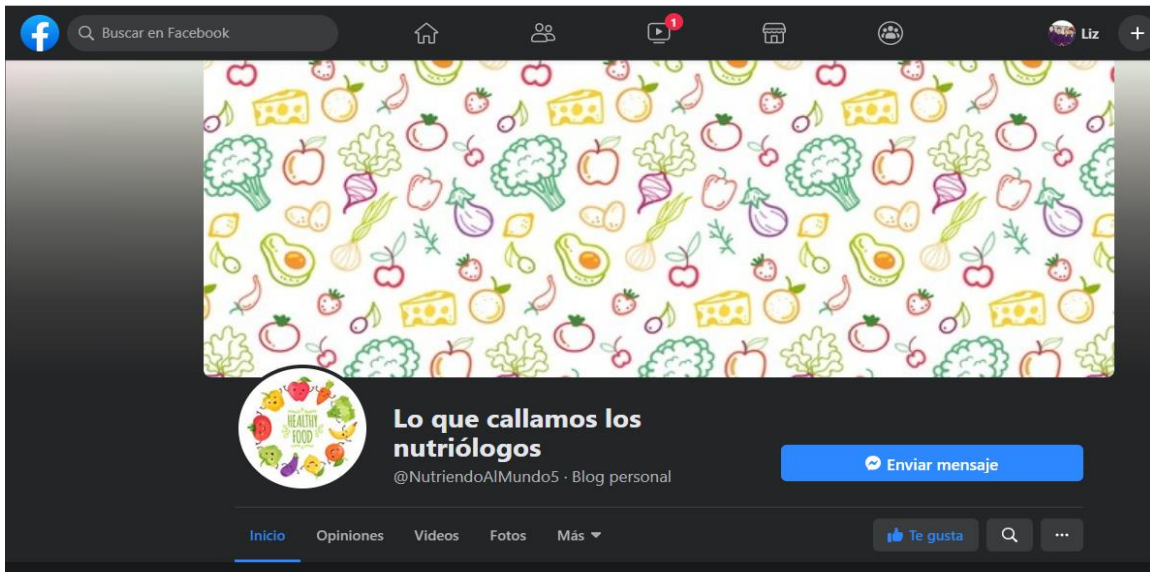 Buscar en Facebook
1
Liz
HEALTHY
FOOD
Lo que callamos los
nutriólogos
@NutriendoAlMundo5 · Blog personal
Enviar mensaje
Inicio Opiniones Videos Fotos Más
Te gusta